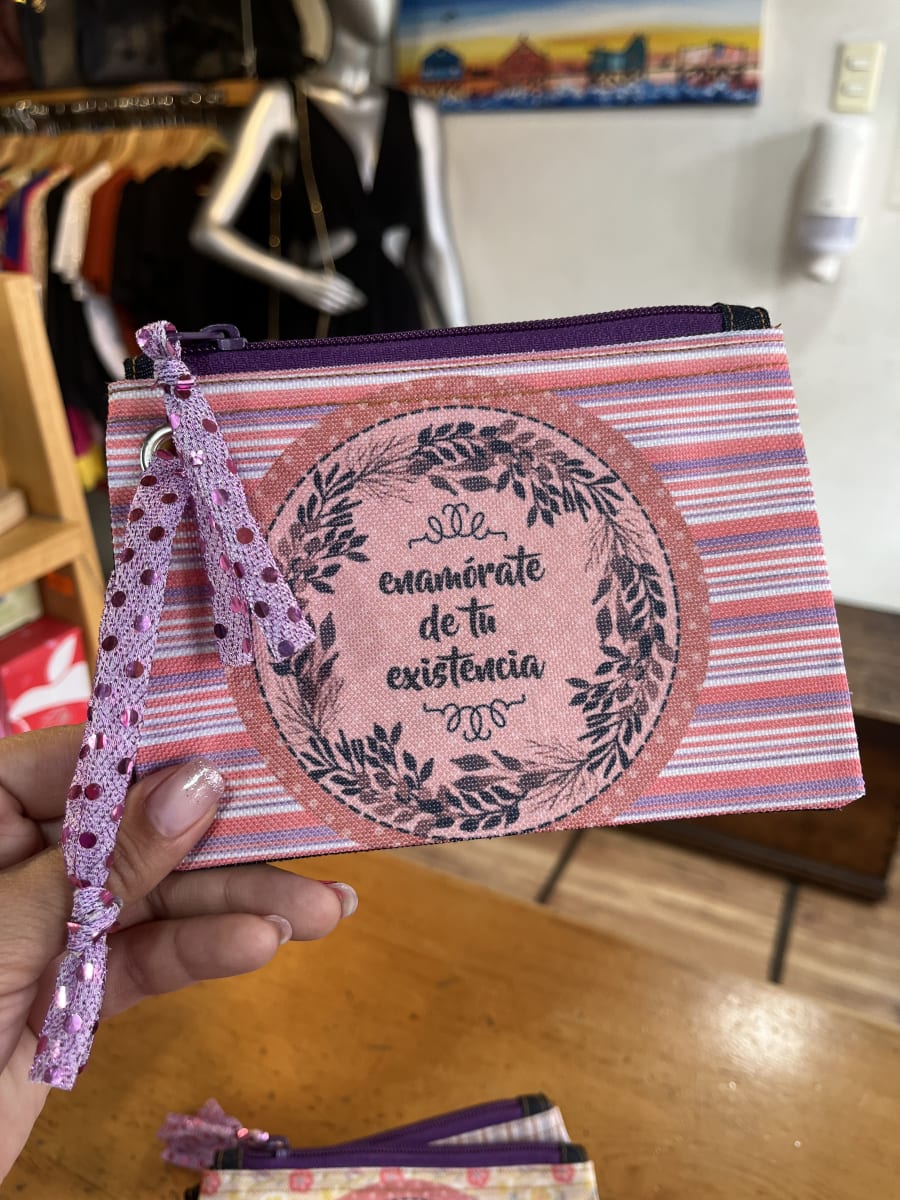 enamórate
de tu
existencia